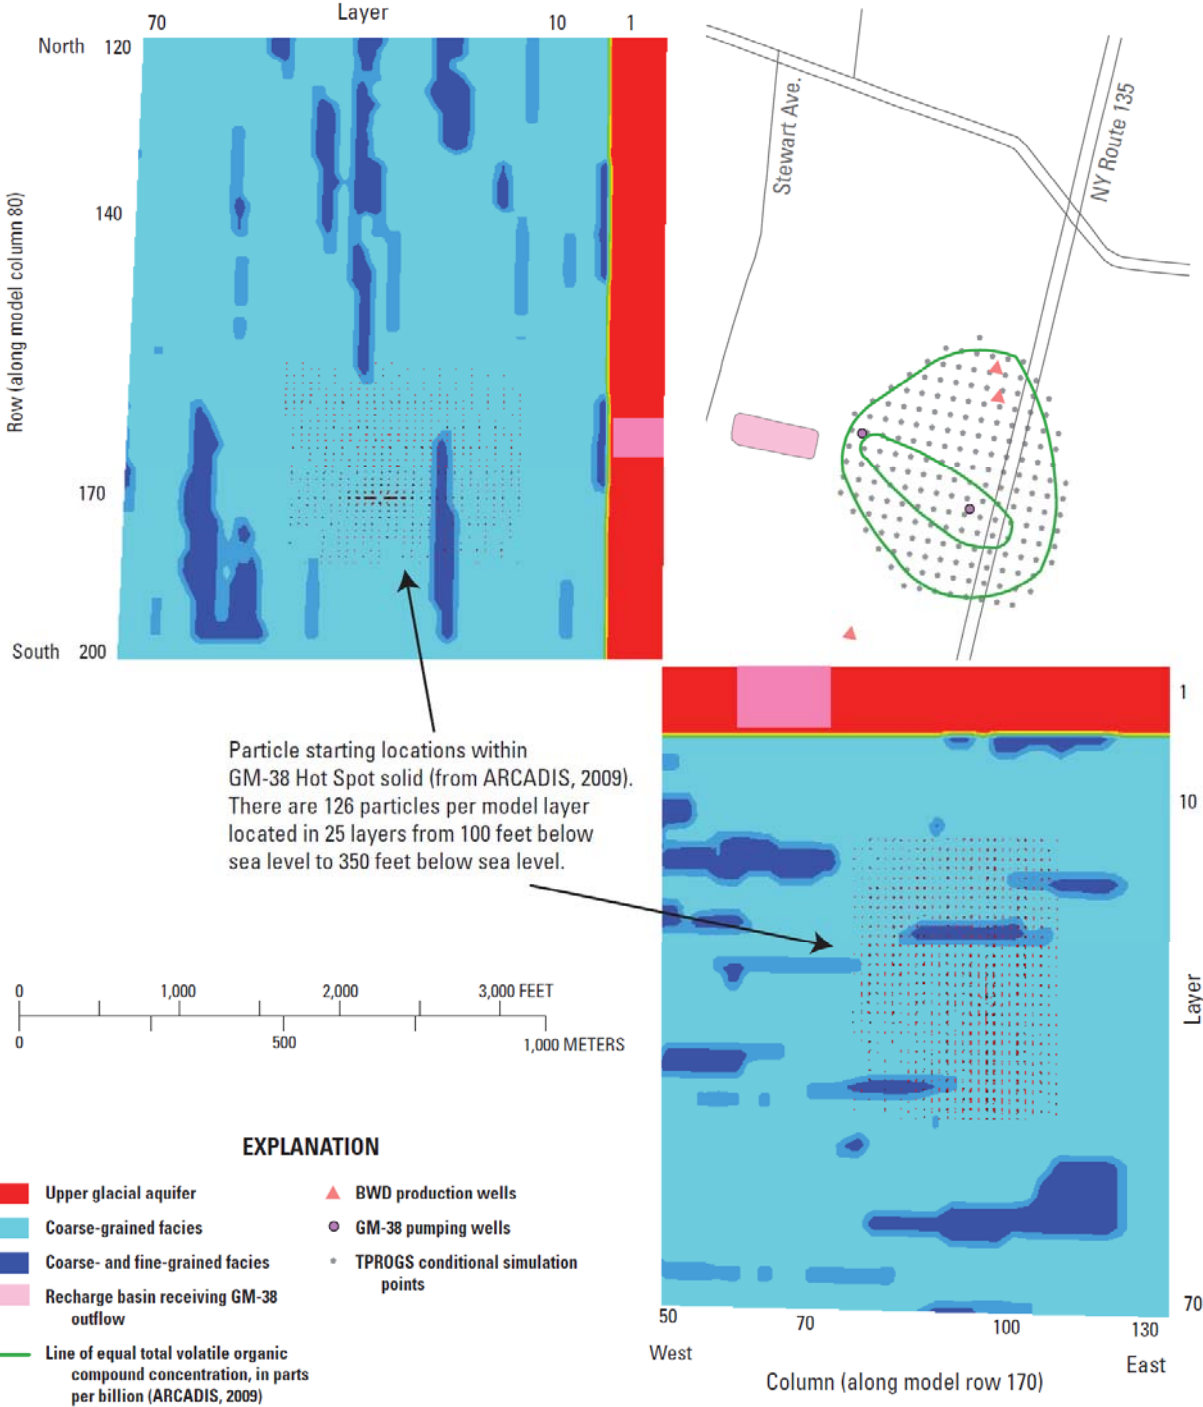 Layer
70
10
1
North
120
140
170
South
200
Row (along model column 80)
Stewart Ave.
NY Route 135
Particle starting locations within
GM-38 Hot Spot solid (from ARCADIS, 2009).
There are 126 particles per model layer
located in 25 layers from 100 feet below
sea level to 350 feet below sea level.
0
1,000
2,000
3,000 FEET
0
500
1,000 METERS
1
10
Layer
70
50
70
100
130
West
East
Column (along model row 170)
EXPLANATION
Upper glacial aquifer
Coarse-grained facies
Coarse- and fine-grained facies
Recharge basin receiving GM-38
outflow
Line of equal total volatile organic
compound concentration, in parts
per billion (ARCADIS, 2009)
BWD production wells
GM-38 pumping wells
TPROGS conditional simulation
points